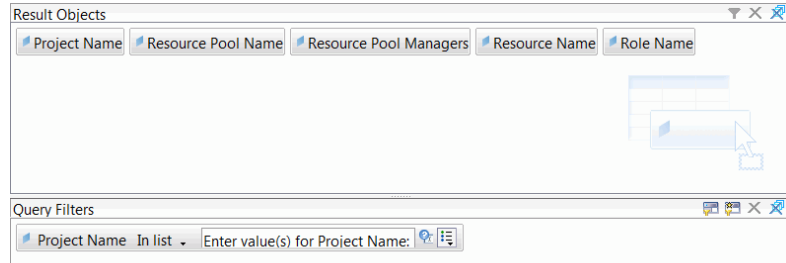 Result Objects
Project Name Resource Pool Name Resource Pool Managers Resource Name Role Name
Query Filters
Project Name In list Enter value(s) for Project Name: